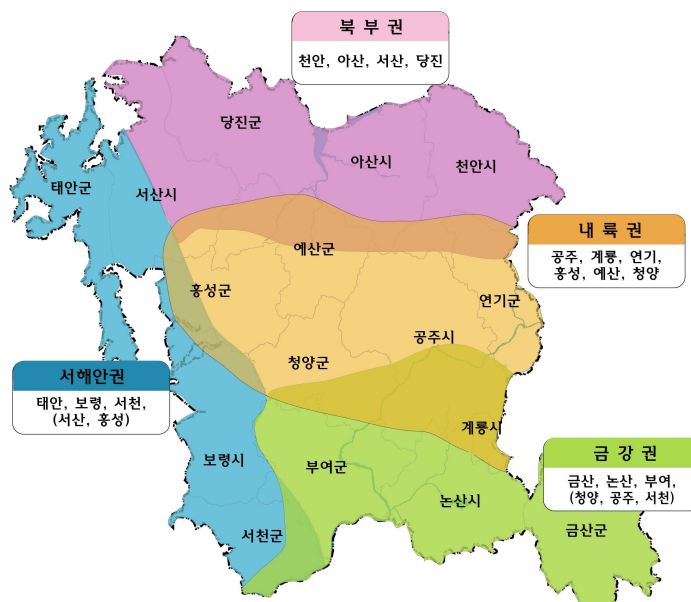 북 부 권
천안, 아산, 서산, 당진
당진군
아산시
천안시
태안군
서산시
내 륙 권
공주, 계룡, 연기,
홍성, 예산, 청양
예산군
홍성군
연기군
공주시
청양군
서해안권
태안, 보령, 서천,
(서산, 홍성)
계룡시
보령시
부여군
금 강 권
금산, 논산, 부여,
(청양, 공주, 서천)
논산시
서천군
금산군